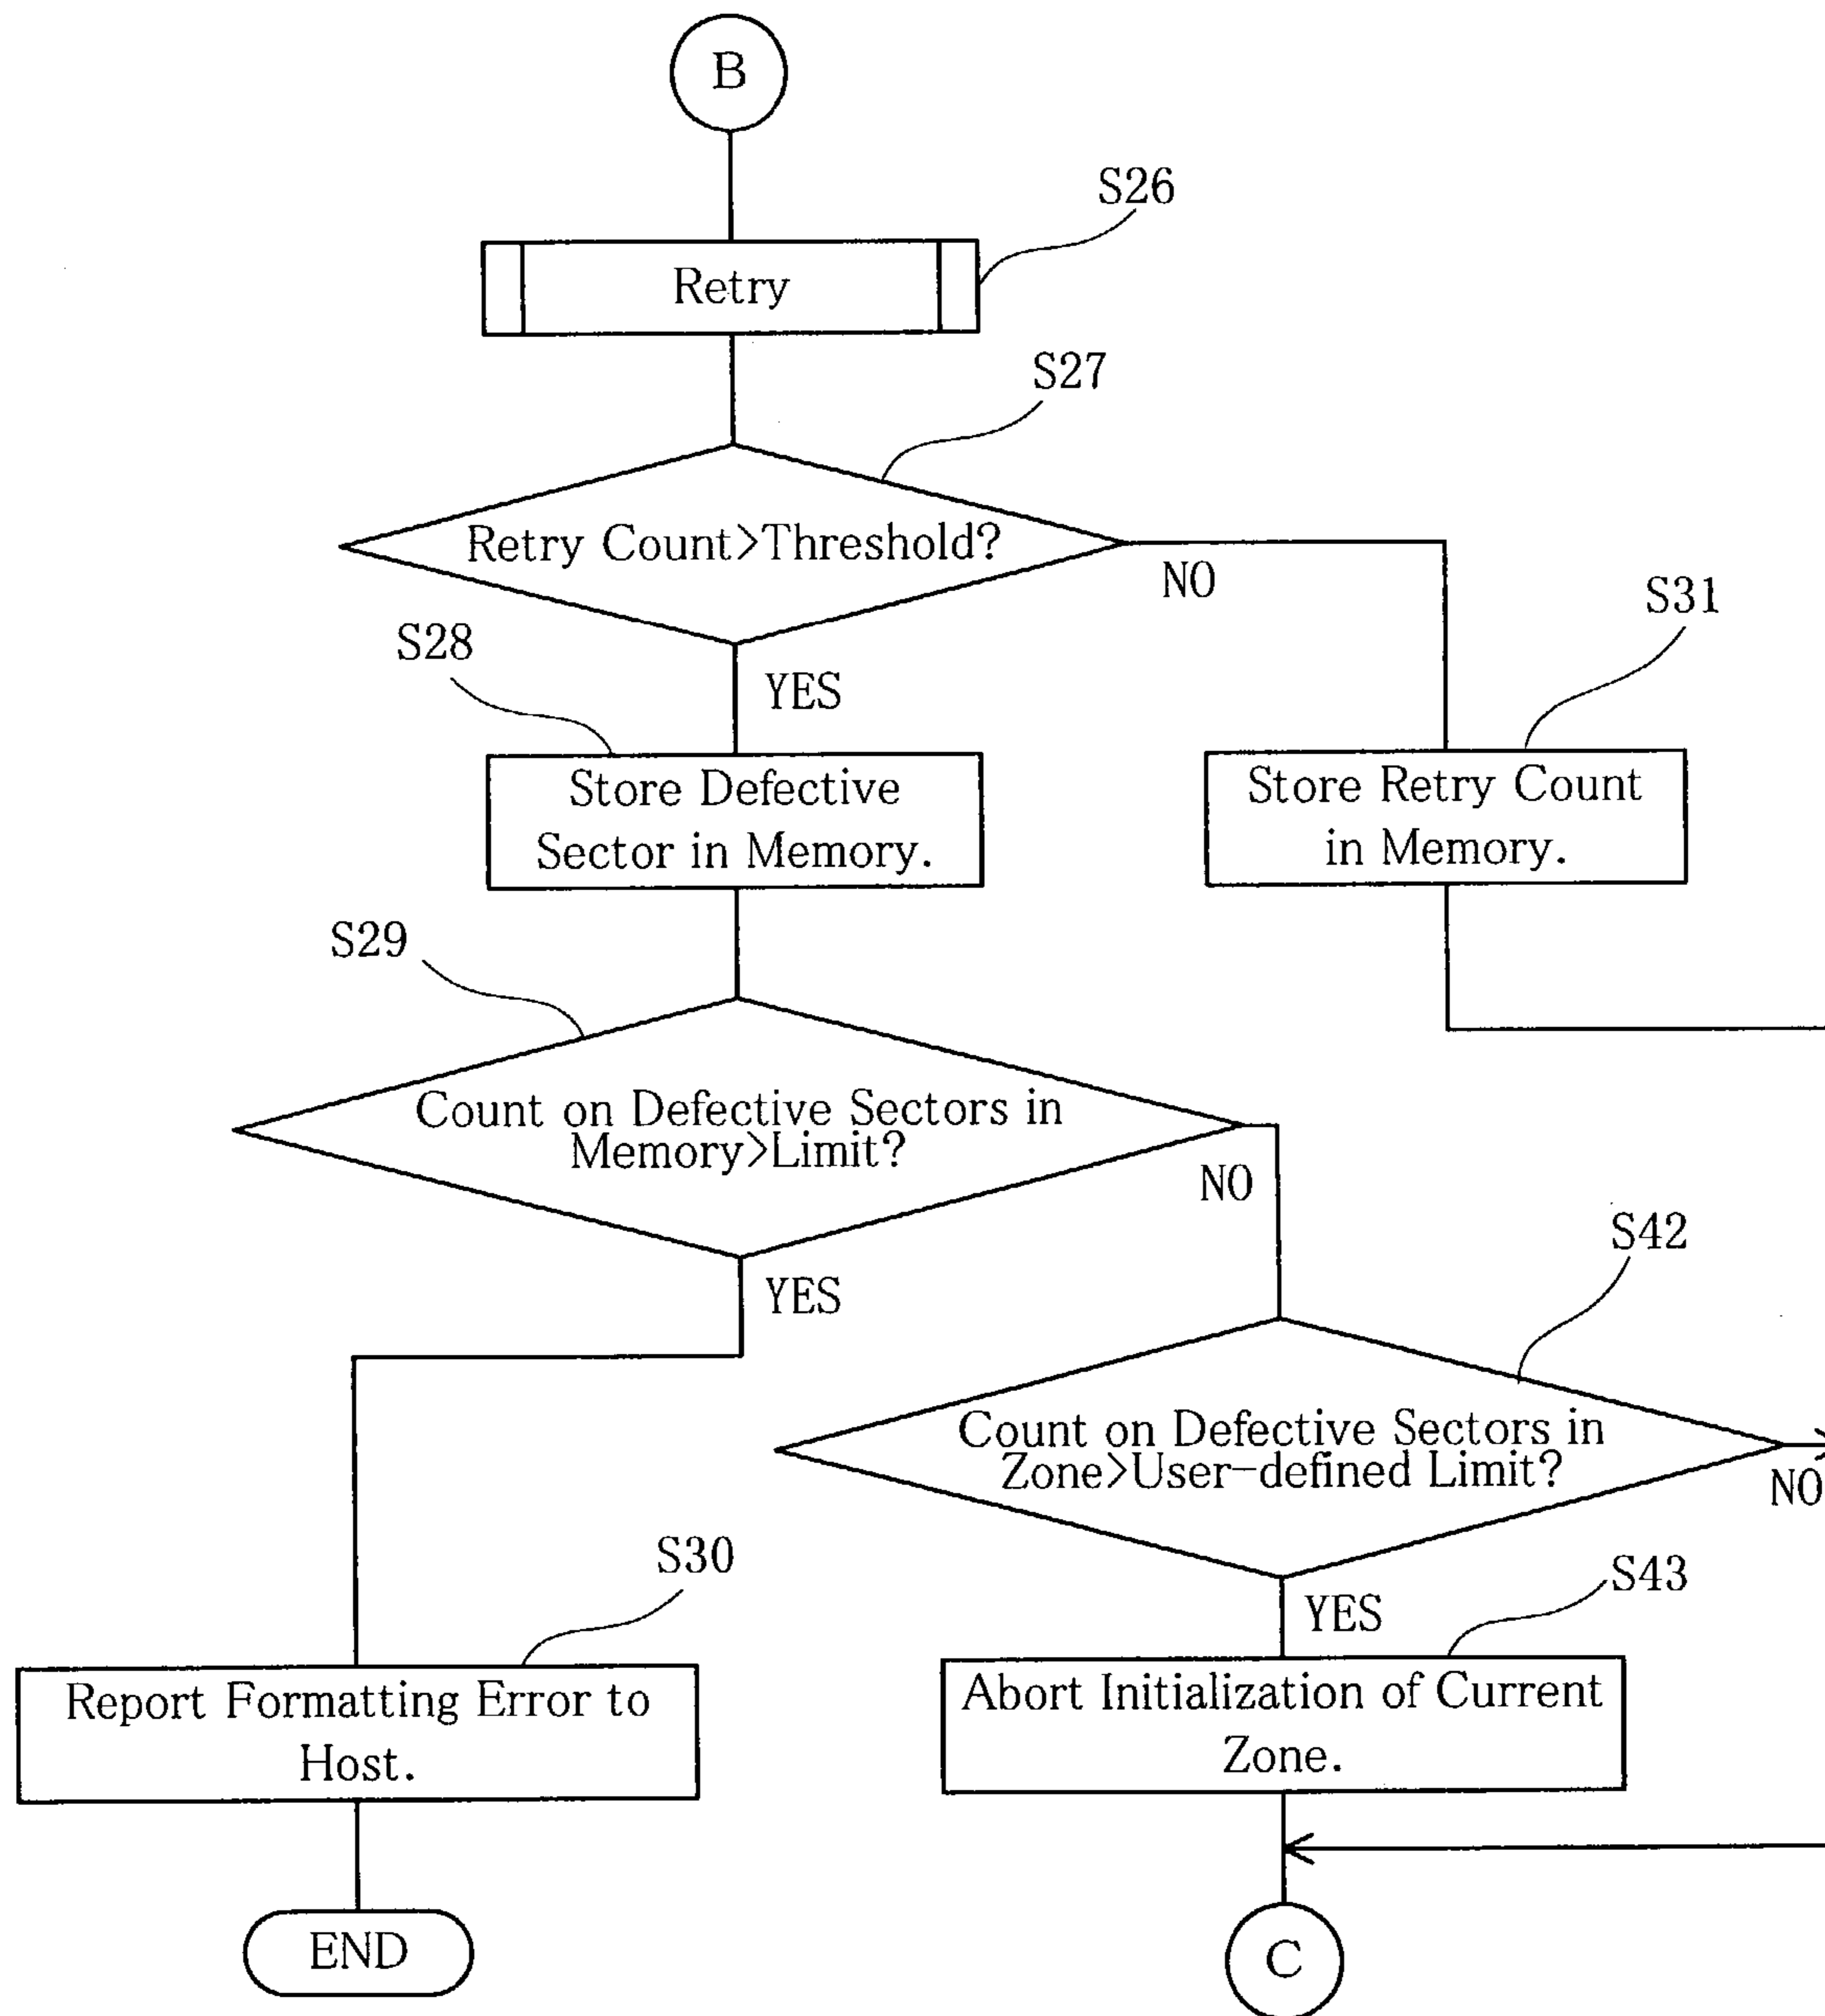 B
S26
Retry
S27
Retry Count>Threshold?
NO
S31
S28
YES
Store Defective
Sector in Memory.
Store Retry Count
in Memory.
S29
Count on Defective Sectors in
Memory>Limit?
NO
S42
YES
Count on Defective Sectors in
Zone>User-defined Limit?
NO
S30
S43
YES
Report Formatting Error to
Host.
Abort Initialization of Current
Zone.
END
C